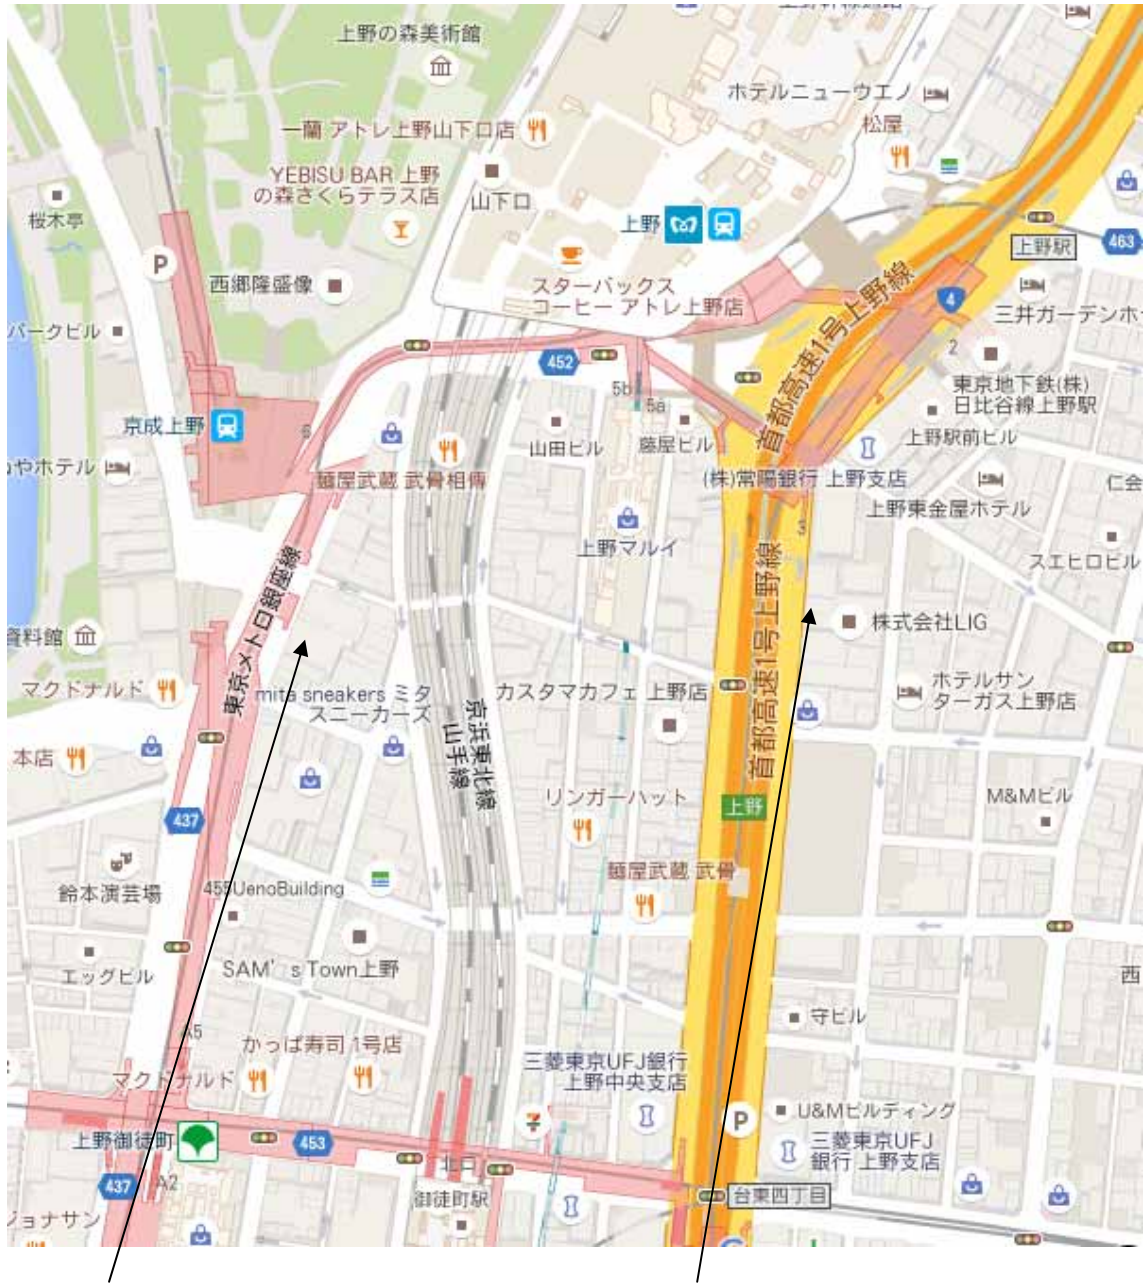 上野の森美術館
ホテルニューウエノ
松屋
一蘭 アトレ上野山下口店
YEBISU BAR 上野
の森さくらテラス店
山下口
桜木亭
上野
上野駅
463
P
西郷隆盛像
スターバックス
コーヒー アトレ上野店
4
三井ガーデンホ
パークビル
首都高速1号上野線
452
2
東京地下鉄(株)
日比谷線上野駅
5b
5a
京成上野
6
山田ビル
藤屋ビル
上野駅前ビル
やホテル
麺屋武蔵 武骨相傳
(株)常陽銀行 上野支店
仁会
上野東金屋ホテル
3
上野マルイ
スエヒロビル
東京メトロ銀座線
首都高速1号上野線
資料館
株式会社LIG
マクドナルド
mita sneakers ミタ
スニーカーズ
カスタマカフェ 上野店
ホテルサン
ターガス上野店
京浜東北線
山手線
本店
リンガーハット
M&Mビル
上野
437
鈴本演芸場
455UenoBuilding
麺屋武蔵 武骨
エッグビル
SAM's Town上野
西
守ビル
A5
かっぱ寿司 1号店
三菱東京UFJ銀行
上野中央支店
マクドナルド
P
U&Mビルディング
上野御徒町
453
三菱東京UFJ
銀行 上野支店
北口
437
A2
御徒町駅
台東四丁目
ジョナサン